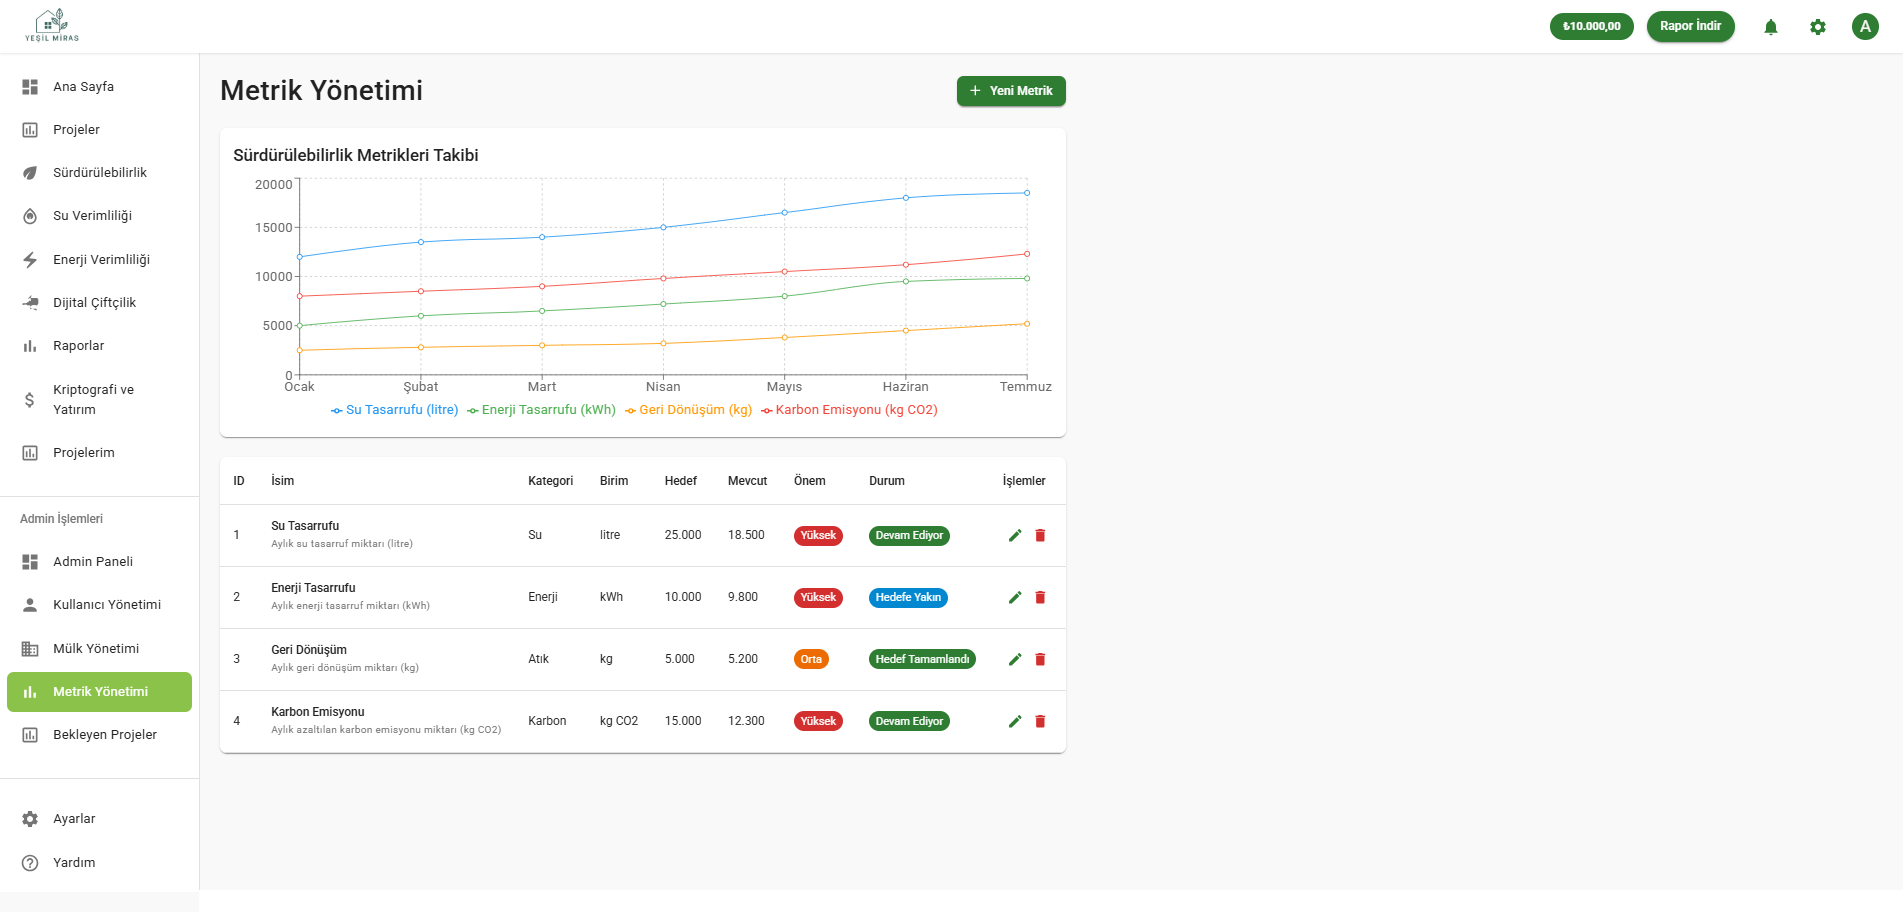 YEŞİL MİRAS
₺10.000,00
Rapor İndir
A
Ana Sayfa
Projeler
Sürdürülebilirlik
Su Verimliliği
Enerji Verimliliği
Dijital Çiftçilik
Raporlar
Kriptografi ve
Yatırım
Projelerim
Admin İşlemleri
Admin Paneli
Kullanıcı Yönetimi
Mülk Yönetimi
Metrik Yönetimi
Bekleyen Projeler
Ayarlar
Yardım
Metrik Yönetimi
+ Yeni Metrik
Sürdürülebilirlik Metrikleri Takibi
20000
15000
10000
5000
0
Ocak Şubat Mart Nisan Mayıs Haziran Temmuz
Su Tasarrufu (litre) Enerji Tasarrufu (kWh) Geri Dönüşüm (kg) Karbon Emisyonu (kg CO2)
ID İsim Kategori Birim Hedef Mevcut Önem Durum İşlemler
1 Su Tasarrufu Su litre 25.000 18.500 Yüksek Devam Ediyor
Aylık su tasarruf miktarı (litre)
2 Enerji Tasarrufu Enerji kWh 10.000 9.800 Yüksek Hedefe Yakın
Aylık enerji tasarruf miktarı (kWh)
3 Geri Dönüşüm Atık kg 5.000 5.200 Orta Hedef Tamamlandı
Aylık geri dönüşüm miktarı (kg)
4 Karbon Emisyonu Karbon kg CO2 15.000 12.300 Yüksek Devam Ediyor
Aylık azaltılan karbon emisyonu miktarı (kg CO2)